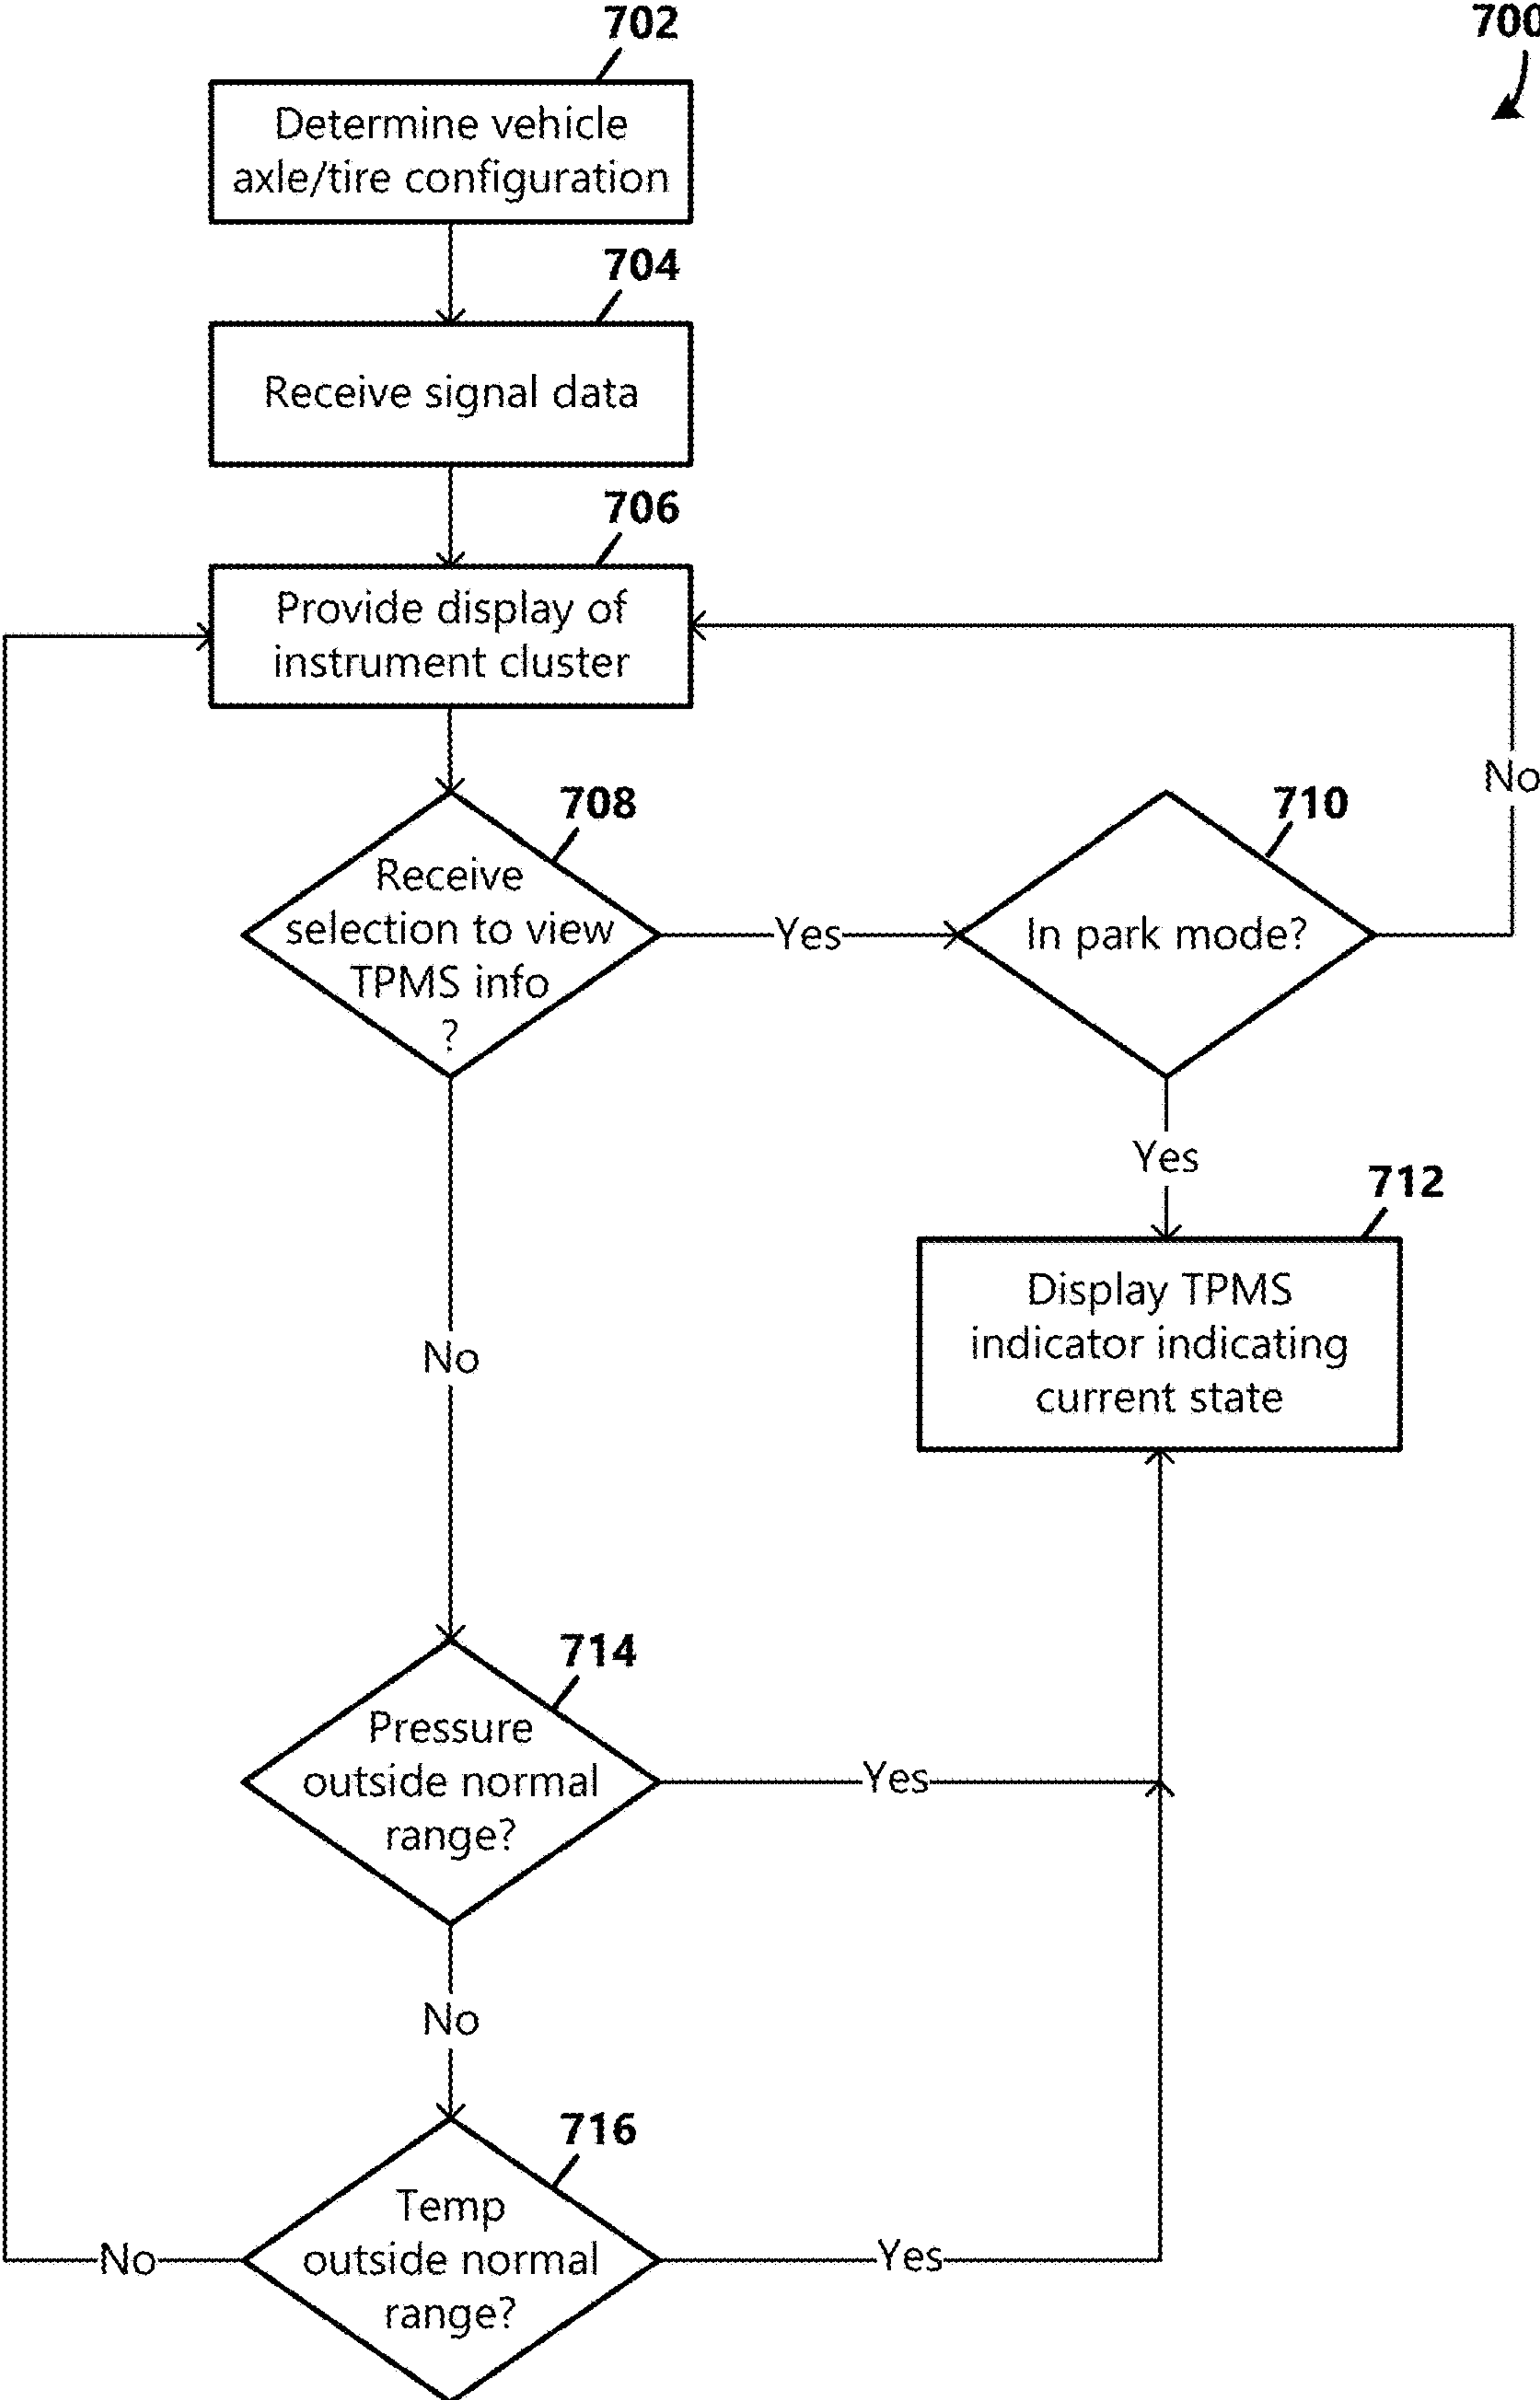 702
700
Determine vehicle
axle/tire configuration
704
Receive signal data
706
Provide display of
instrument cluster
No
708
710
Receive
selection to view
TPMS info
?
Yes
In park mode?
Yes
712
No
Display TPMS
indicator indicating
current state
714
Pressure
outside normal
range?
Yes
No
716
Temp
outside normal
range?
No
Yes